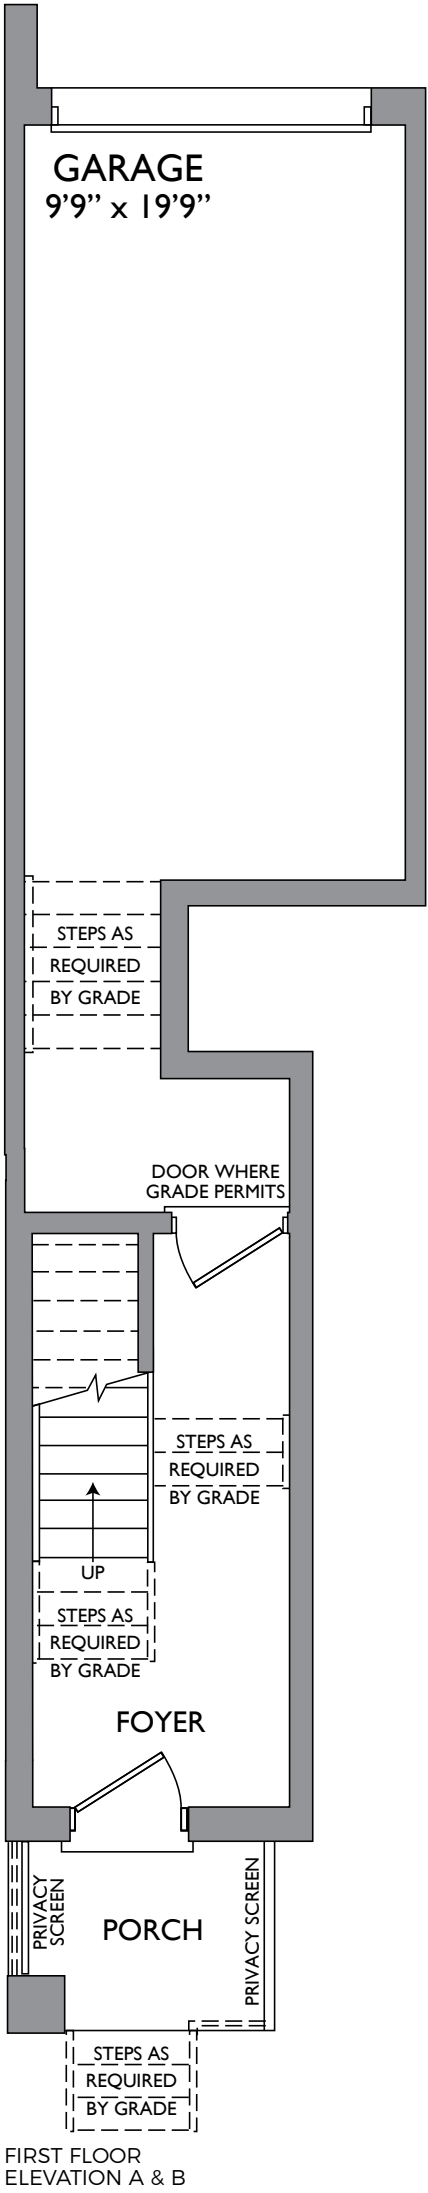 GARAGE
9'9” x 19'9”
STEPS AS
REQUIRED
BY GRADE
DOOR WHERE
GRADE PERMITS
STEPS AS
REQUIRED
BY GRADE
UP
STEPS AS
REQUIRED
BY GRADE
FOYER
PRIVACY
SCREEN
PORCH
PRIVACY SCREEN
STEPS AS
REQUIRED
BY GRADE
FIRST FLOOR
ELEVATION A & B